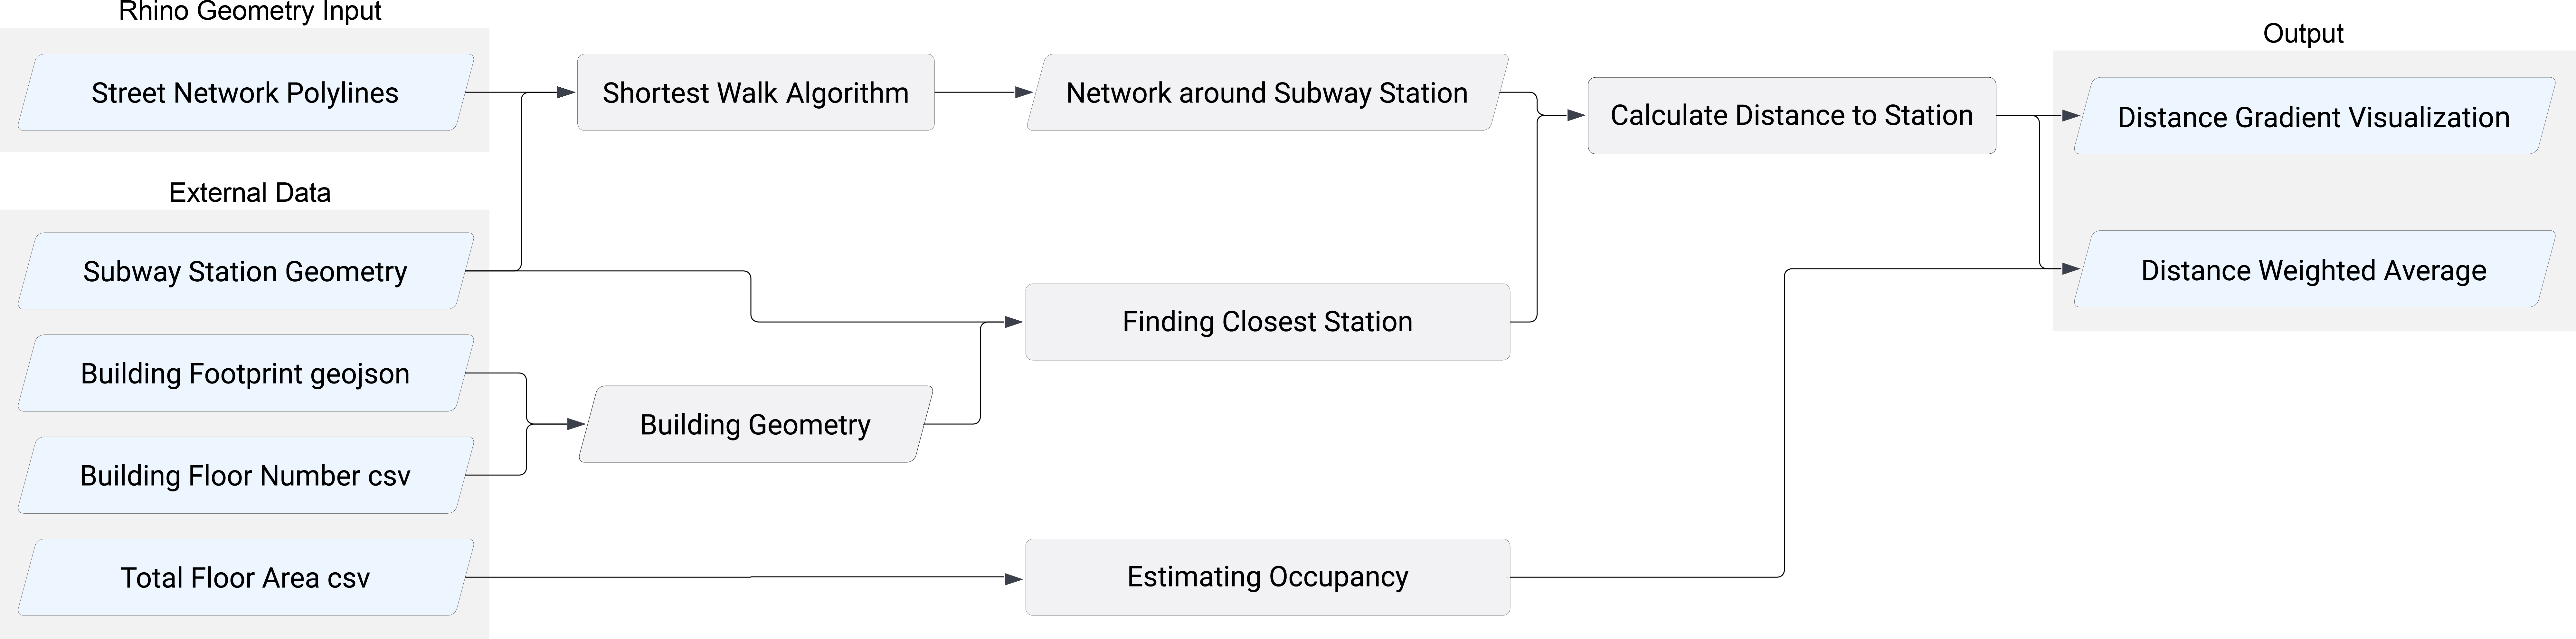 Rhino Geometry Input
Street Network Polylines
External Data
Subway Station Geometry
Building Footprint geojson
Building Floor Number csv
Total Floor Area csv
Shortest Walk Algorithm
Building Geometry
Network around Subway Station
Finding Closest Station
Estimating Occupancy
Calculate Distance to Station
Output
Distance Gradient Visualization
Distance Weighted Average